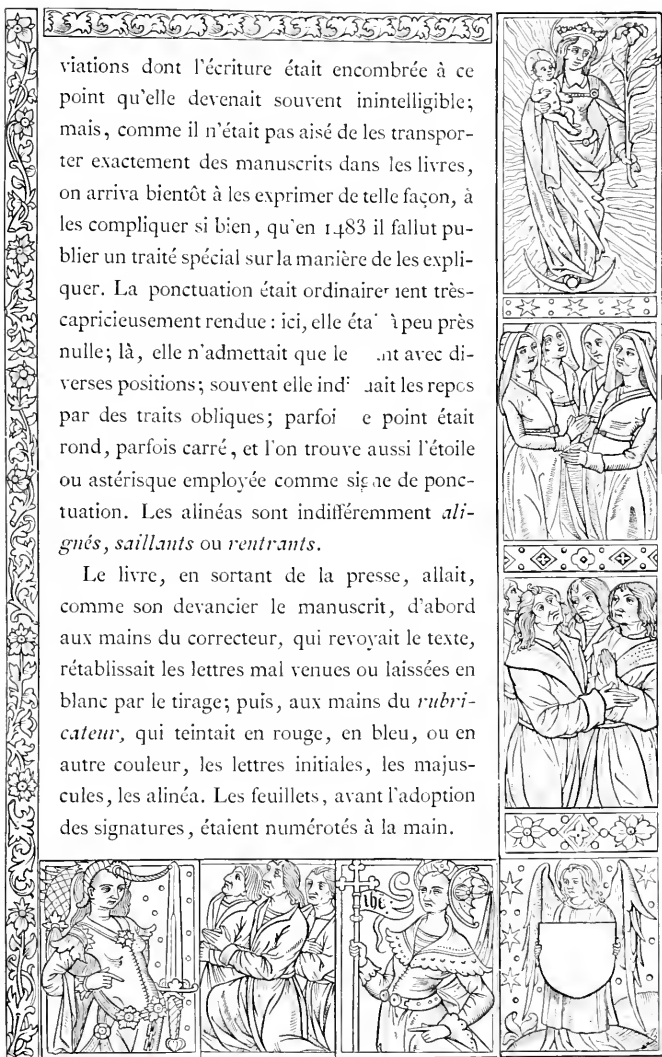 viations dont l'écriture était encombrée à ce
point qu'elle devenait souvent inintelligible;
mais, comme il n'était pas aisé de les transpor-
ter exactement des manuscrits dans les livres,
on arriva bientôt à les exprimer de telle façon, à
les compliquer si bien, qu'en 1483 il fallut pu-
blier un traité spécial sur la manière de les expli-
quer. La ponctuation était très-
capricieusement rendue : ici, elle à peu près
nulle; là, elle n'admettait que le avec di-
verses positions; souvent elle les repos
par des traits obliques; point était
rond, parfois carré, et l'on trouve aussi l'étoile
ou astérisque employée comme signe de ponc-
tuation. Les alinéas sont indifféremment ali-
gnés, saillants ou rentrants.
Le livre, en sortant de la presse, allait,
comme son devancier le manuscrit, d'abord
aux mains du correcteur, qui revoyait le texte,
rétablissait les lettres mal venues ou laissées en
blanc par le tirage; puis, aux mains du rubri-
cateur, qui teintait en rouge, en bleu, ou en
autre couleur, les lettres initiales, les majus-
cules, les alinéa. Les feuillets, avant l'adoption
des signatures, étaient numérotés à la main.
ihc